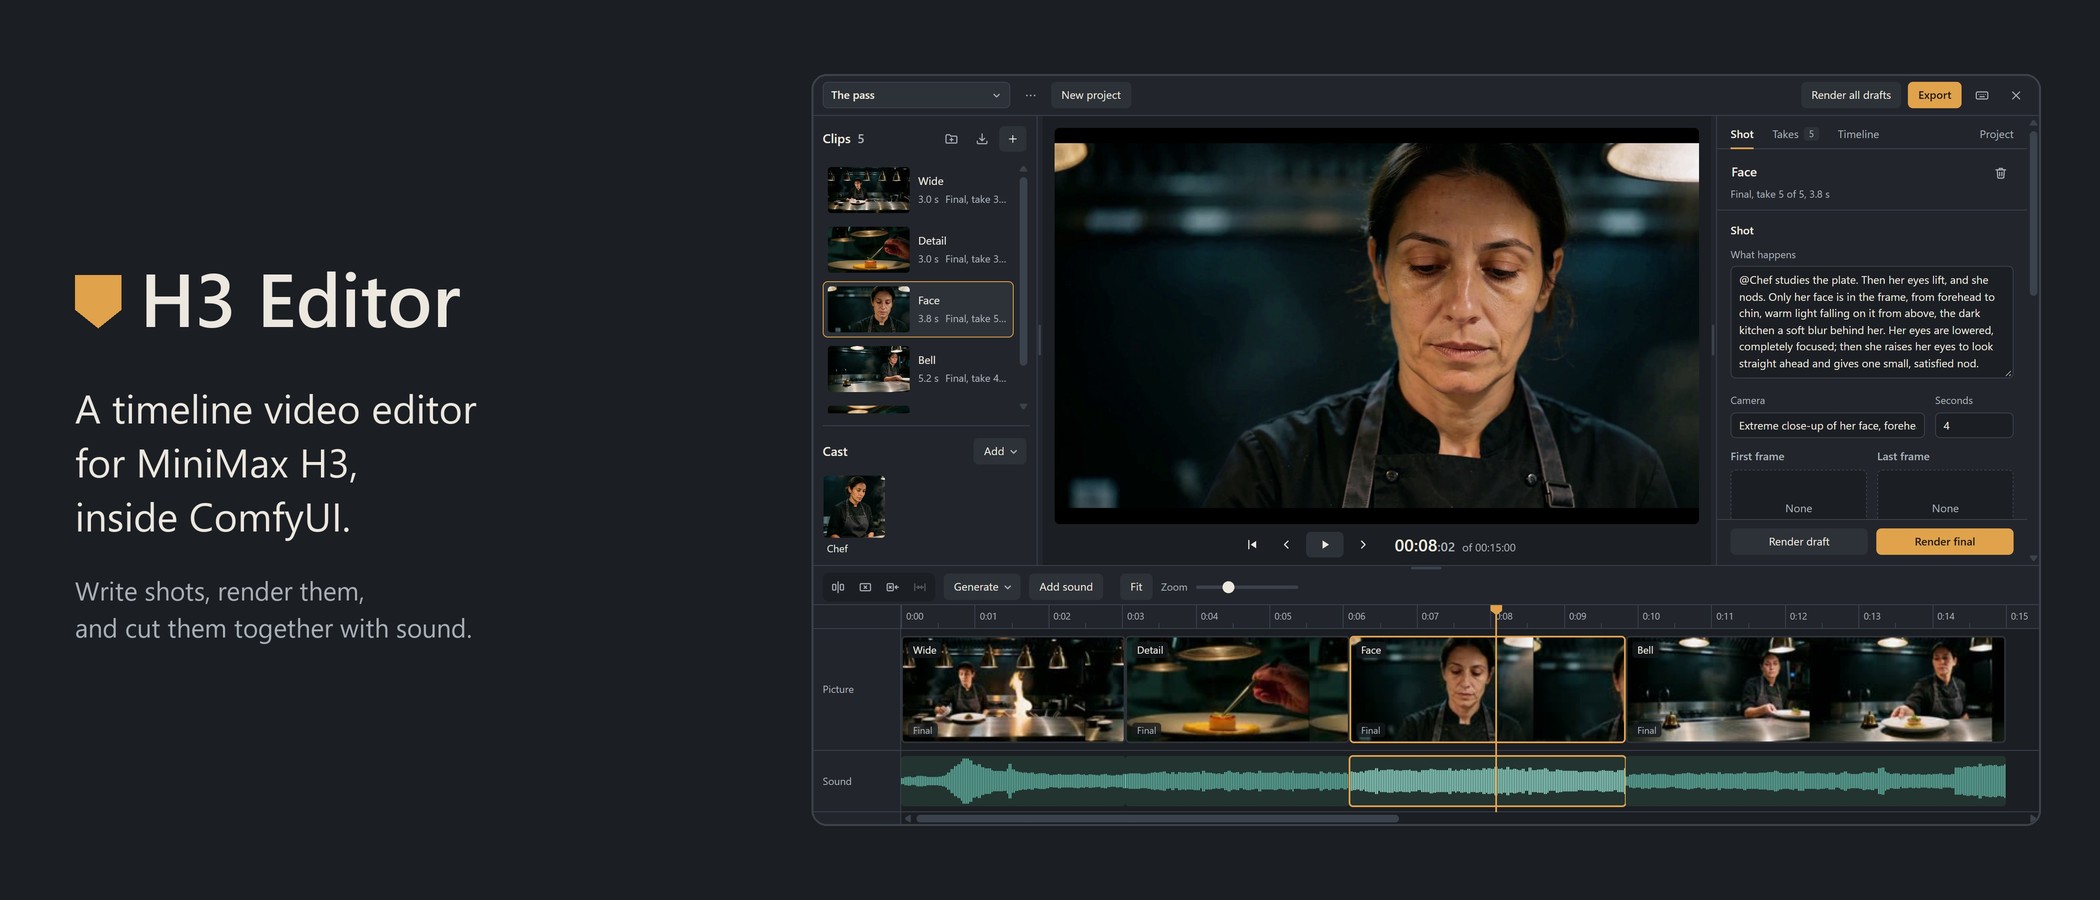 H3 Editor
A timeline video editor
for MiniMax H3,
inside ComfyUI.
Write shots, render them,
and cut them together with sound.
The pass
New project
Render all drafts
Export
Clips 5
Wide
3.0 s Final, take 3...
Detail
3.0 s Final, take 3...
Face
3.8 s Final, take 5...
Bell
5.2 s Final, take 4...
Cast
Add
Chef
00:08:02 of 00:15:00
Shot Takes 5 Timeline Project
Face
Final, take 5 of 5, 3.8 s
Shot
What happens
@Chef studies the plate. Then her eyes lift, and she
nods. Only her face is in the frame, from forehead to
chin, warm light falling on it from above, the dark
kitchen a soft blur behind her. Her eyes are lowered,
completely focused; then she raises her eyes to look
straight ahead and gives one small, satisfied nod.
Camera Seconds
Extreme close-up of her face, forehe 4
First frame Last frame
None None
Render draft Render final
Generate Add sound Fit Zoom
0:00 0:01 0:02 0:03 0:04 0:05 0:06 0:07 0:08 0:09 0:10 0:11 0:12 0:13 0:14 0:15
Picture
Wide Detail Face Bell
Final Final Final Final
Sound